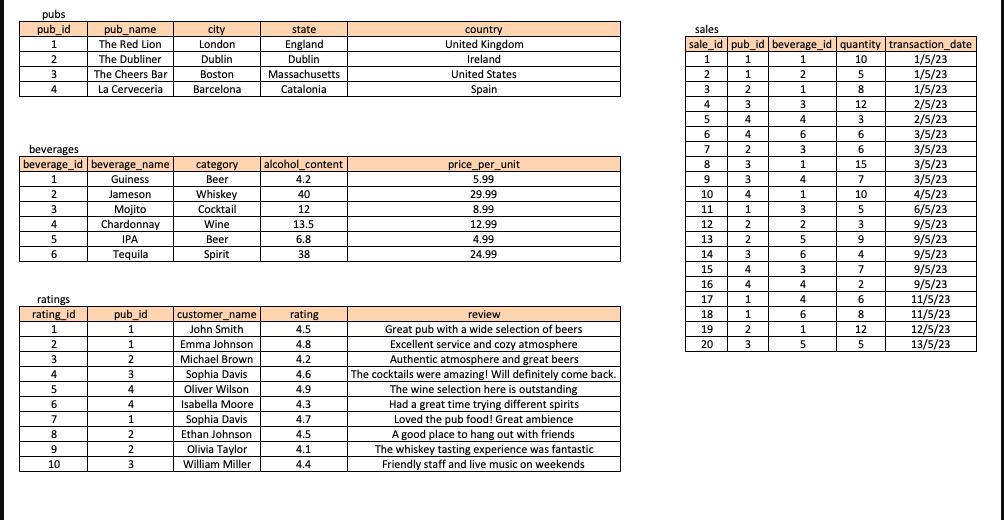 pubs
pub_id pub_name city state country
1 The Red Lion London England United Kingdom
2 The Dubliner Dublin Dublin Ireland
3 The Cheers Bar Boston Massachusetts United States
4 La Cerveceria Barcelona Catalonia Spain
beverages
beverage_id beverage_name category alcohol_content price_per_unit
1 Guiness Beer 4.2 5.99
2 Jameson Whiskey 40 29.99
3 Mojito Cocktail 12 8.99
4 Chardonnay Wine 13.5 12.99
5 IPA Beer 6.8 4.99
6 Tequila Spirit 38 24.99
ratings
rating_id pub_id customer_name rating review
1 1 John Smith 4.5 Great pub with a wide selection of beers
2 1 Emma Johnson 4.8 Excellent service and cozy atmosphere
3 2 Michael Brown 4.2 Authentic atmosphere and great beers
4 3 Sophia Davis 4.6 The cocktails were amazing! Will definitely come back.
5 4 Oliver Wilson 4.9 The wine selection here is outstanding
6 4 Isabella Moore 4.3 Had a great time trying different spirits
7 1 Sophia Davis 4.7 Loved the pub food! Great ambience
8 2 Ethan Johnson 4.5 A good place to hang out with friends
9 2 Olivia Taylor 4.1 The whiskey tasting experience was fantastic
10 3 William Miller 4.4 Friendly staff and live music on weekends
sales
sale_id pub_id beverage_id quantity transaction_date
1 1 1 10 1/5/23
2 1 2 5 1/5/23
3 2 1 8 1/5/23
4 3 3 12 2/5/23
5 4 4 3 2/5/23
6 4 6 6 3/5/23
7 2 3 6 3/5/23
8 3 1 15 3/5/23
9 3 4 7 3/5/23
10 4 1 10 4/5/23
11 1 3 5 6/5/23
12 2 2 3 9/5/23
13 2 5 9 9/5/23
14 3 6 4 9/5/23
15 4 3 7 9/5/23
16 4 4 2 9/5/23
17 1 4 6 11/5/23
18 1 6 8 11/5/23
19 2 1 12 12/5/23
20 3 5 5 13/5/23